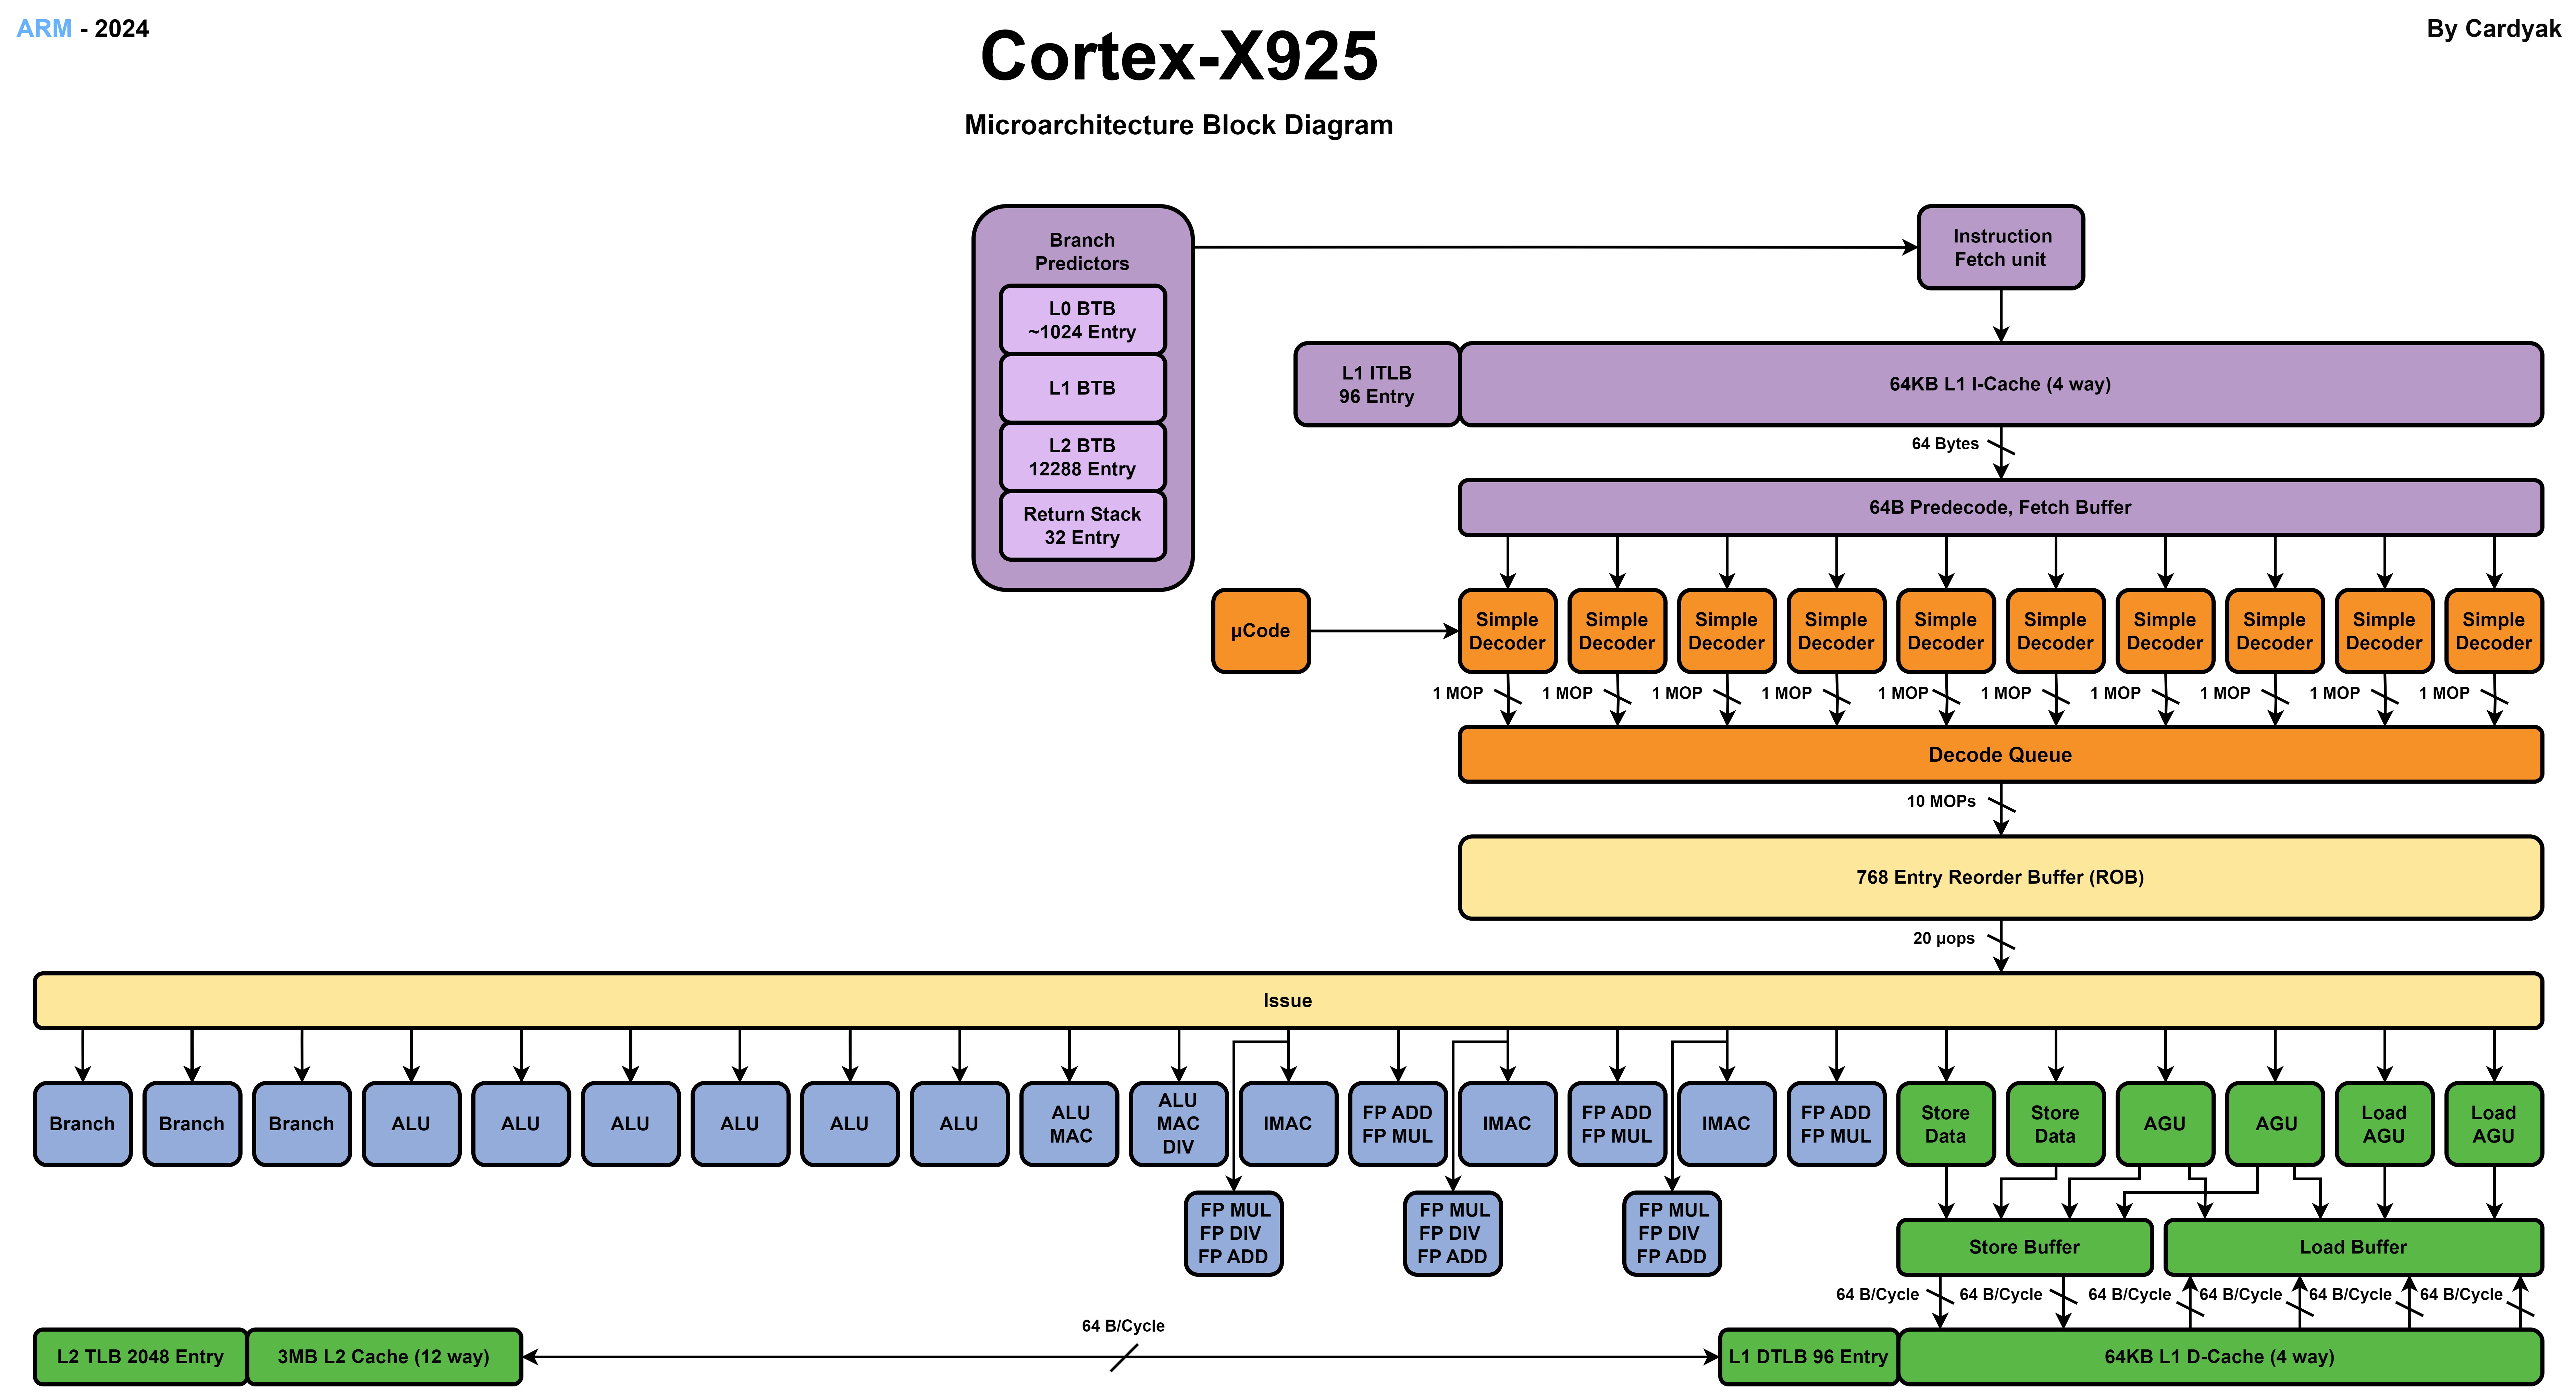 ARM - 2024
By Cardyak
Cortex-X925
Microarchitecture Block Diagram
Branch
Predictors
L0 BTB
~1024 Entry
L1 BTB
L2 BTB
12288 Entry
Return Stack
32 Entry
Instruction
Fetch unit
L1 ITLB
96 Entry
64KB L1 I-Cache (4 way)
64 Bytes
64B Predecode, Fetch Buffer
µCode
Simple
Decoder
Simple
Decoder
Simple
Decoder
Simple
Decoder
Simple
Decoder
Simple
Decoder
Simple
Decoder
Simple
Decoder
Simple
Decoder
Simple
Decoder
1 MOP
1 MOP
1 MOP
1 MOP
1 MOP
1 MOP
1 MOP
1 MOP
1 MOP
1 MOP
Decode Queue
10 MOPs
768 Entry Reorder Buffer (ROB)
20 µops
Issue
Branch
Branch
Branch
ALU
ALU
ALU
ALU
ALU
ALU
ALU
MAC
ALU
MAC
DIV
IMAC
FP ADD
FP MUL
IMAC
FP ADD
FP MUL
IMAC
FP ADD
FP MUL
Store
Data
Store
Data
AGU
AGU
Load
AGU
Load
AGU
FP MUL
FP DIV
FP ADD
FP MUL
FP DIV
FP ADD
FP MUL
FP DIV
FP ADD
Store Buffer
Load Buffer
64 B/Cycle
64 B/Cycle
64 B/Cycle
64 B/Cycle
64 B/Cycle
64 B/Cycle
64 B/Cycle
L2 TLB 2048 Entry
3MB L2 Cache (12 way)
L1 DTLB 96 Entry
64KB L1 D-Cache (4 way)